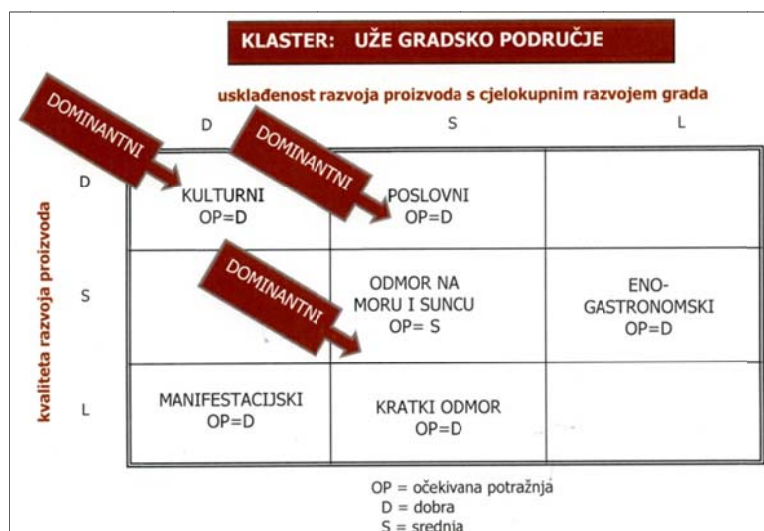 KLASTER: UŽE GRADSKO PODRUČJE
usklađenost razvoja proizvoda s cjelokupnim razvojem grada
D S L
kvaliteta razvoja proizvoda
D
DOMINANTNI
KULTURNI
OP=D
DOMINANTNI
POSLOVNI
OP=D
S
DOMINANTNI
ODMOR NA
MORU I SUNCU
OP= S
ENO-
GASTRONOMSKI
OP=D
L
MANIFESTACIJSKI
OP=D
KRATKI ODMOR
OP=D
OP = očekivana potražnja
D = dobra
S = srednja